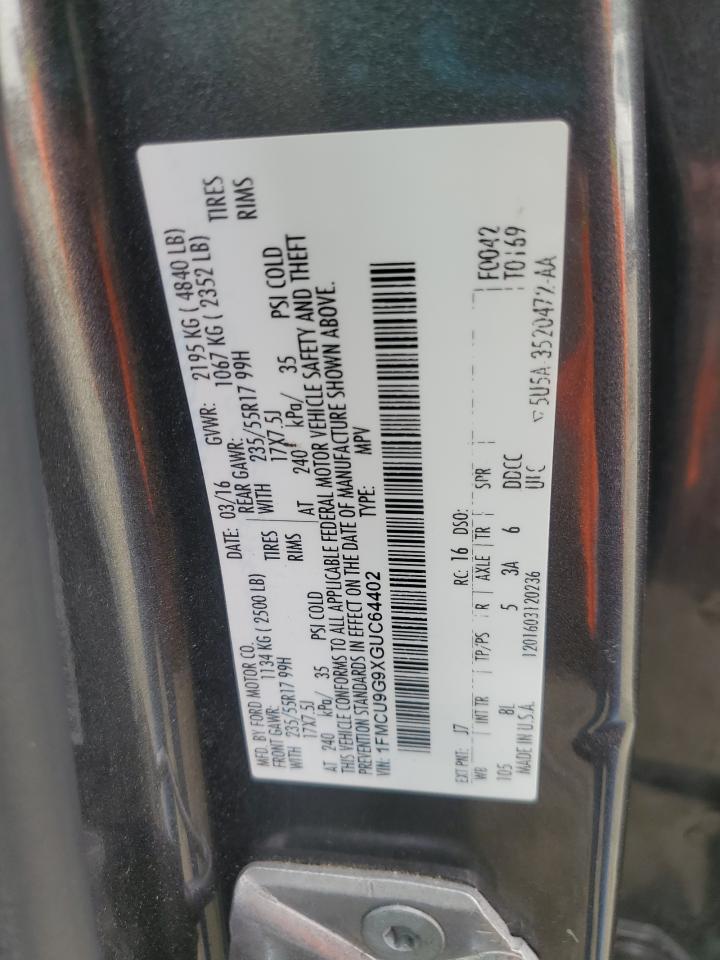 MFD. BY FORD MOTOR CO.
DATE: 03/16 GVWR: 2195 KG ( 4840 LB)
FRONT GAWR: 1134 KG ( 2500 LB) REAR GAWR: 1067 KG ( 2352 LB)
WITH 235/55R17 99H TIRES WITH 235/55R17 99H TIRES
17X7.5J RIMS 17X7.5J RIMS
AT 240 kPa/ 35 PSI COLD AT 240 kPa/ 35 PSI COLD
THIS VEHICLE CONFORMS TO ALL APPLICABLE FEDERAL MOTOR VEHICLE SAFETY AND THEFT
PREVENTION STANDARDS IN EFFECT ON THE DATE OF MANUFACTURE SHOWN ABOVE.
VIN: 1FMCU9G9XGUC64402 TYPE: MPV
EXT PNT: J7 RC: 16 DSO: F0042
WB INT TR TP/PS R AXLE TR SPR T0169
105 8L 5 3A 6 DDCC
MADE IN U.S.A. 1201603120236 UTC 5U5A-3520472-AA